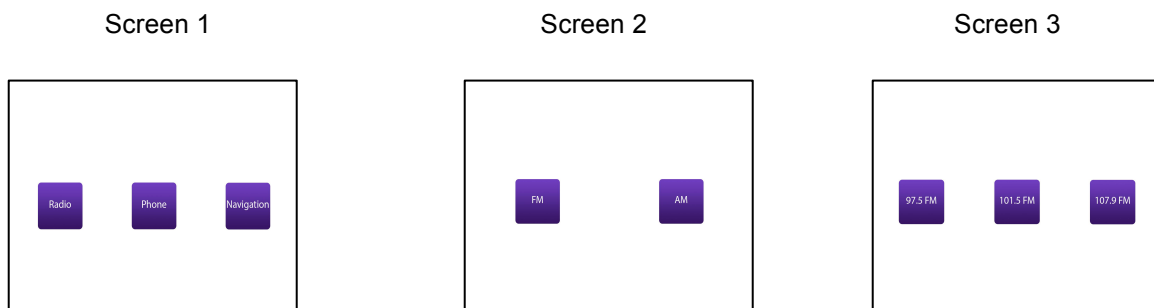 Screen 1
Screen 2
Screen 3
Radio
Phone
Navigation
FM
AM
97.5 FM
101.5 FM
107.9 FM